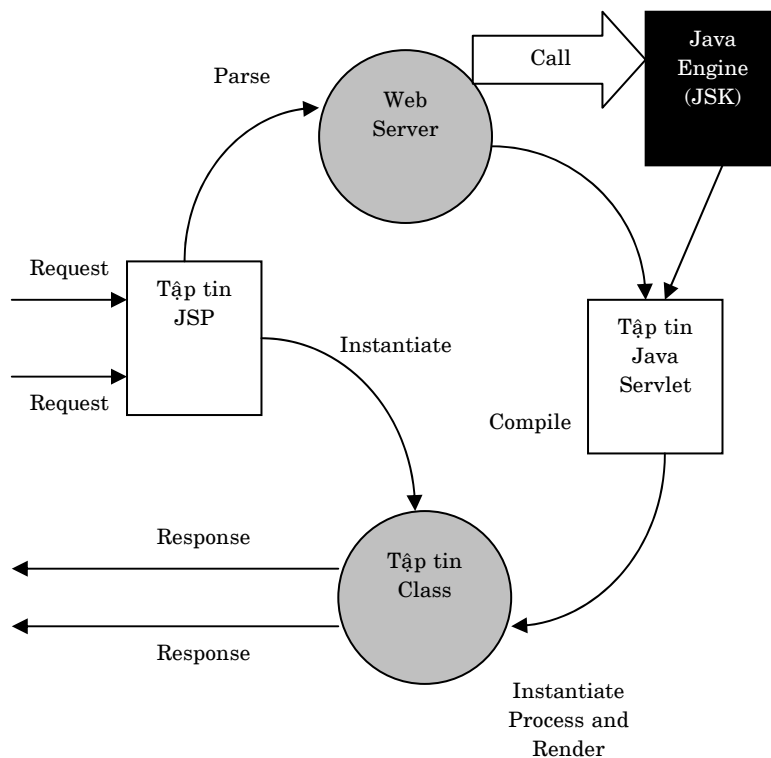 Parse
Web
Server
Call
Java
Engine
(JSK)
Request
Request
Tập tin
JSP
Instantiate
Tập tin
Java
Servlet
Compile
Response
Response
Tập tin
Class
Instantiate
Process and
Render